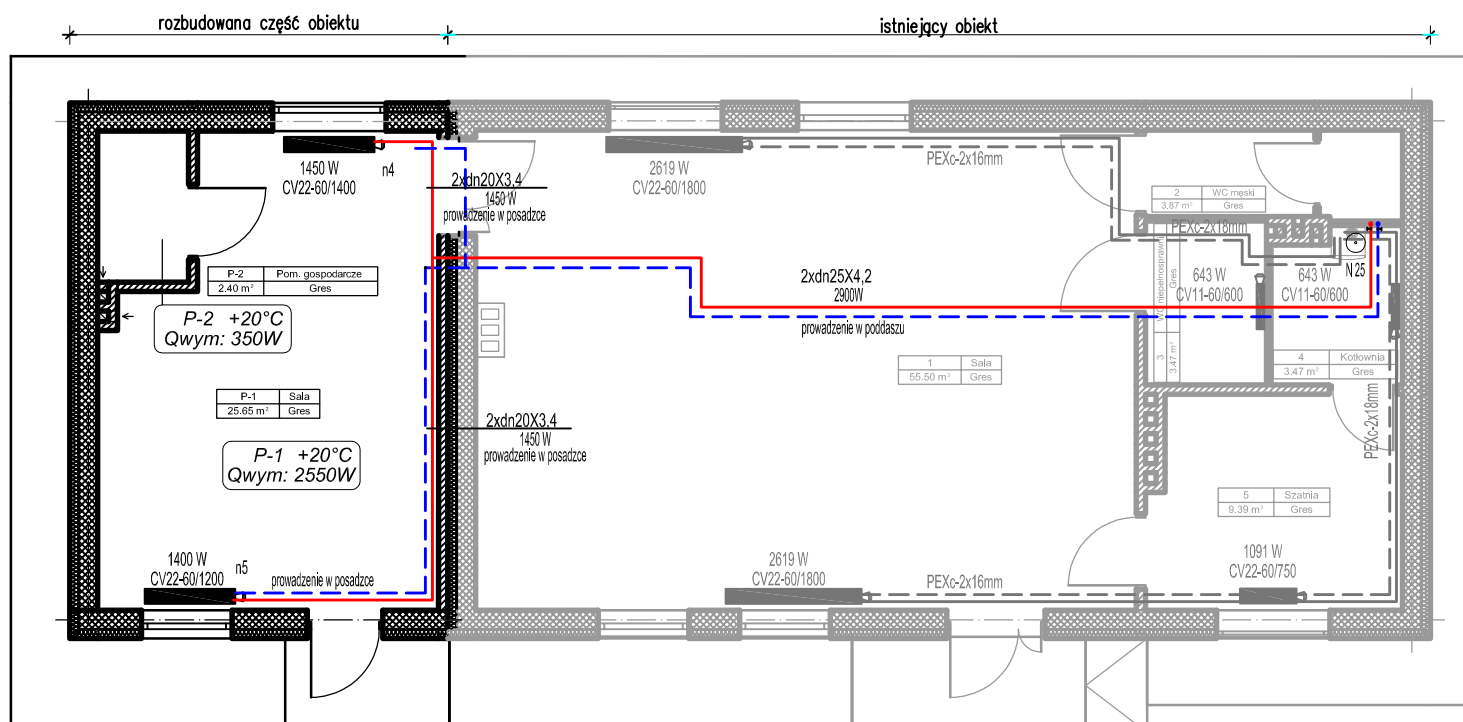 rozbudowana część obiektu
istniejący obiekt
1450 W
CV22-60/1400
n4
2xdn20X3,4
1450 W
prowadzenie w posadzce
2619 W
CV22-60/1800
PEXc-2x16mm
2 WC męski
3.87 m² Gres
PEXc-2x18mm
643 W
CV11-60/600
643 W
CV11-60/600
N 25
3 WC niepełnosprawni
3.47 m² Gres
P-2 Pom. gospodarcze
2.40 m² Gres
P-2 +20°C
Qwym: 350W
2xdn25X4,2
2900W
prowadzenie w poddaszu
1 Sala
55.50 m² Gres
4 Kotłownia
3.47 m² Gres
P-1 Sala
25.65 m² Gres
P-1 +20°C
Qwym: 2550W
2xdn20X3,4
1450 W
prowadzenie w posadzce
PEXc-2x18mm
5 Szatnia
9.39 m² Gres
1400 W
CV22-60/1200
n5
prowadzenie w posadzce
2619 W
CV22-60/1800
PEXc-2x16mm
1091 W
CV22-60/750